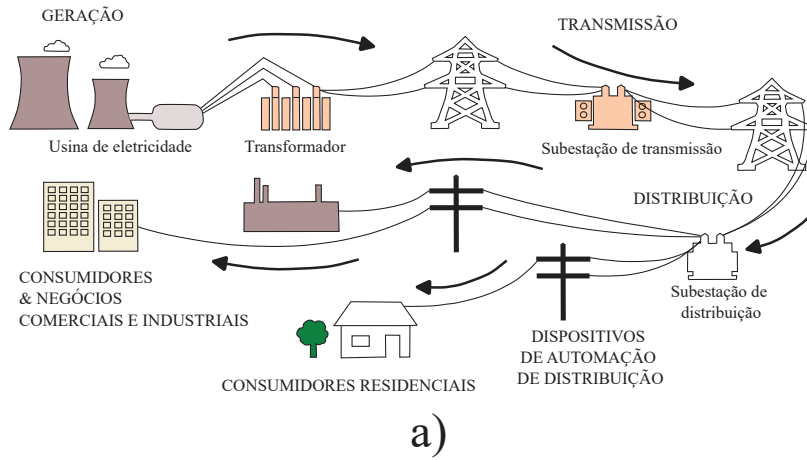 GERAÇÃO
TRANSMISSÃO
Usina de eletricidade
Transformador
Subestação de transmissão
DISTRIBUIÇÃO
CONSUMIDORES
& NEGÓCIOS
COMERCIAIS E INDUSTRIAIS
Subestação de
distribuição
DISPOSITIVOS
DE AUTOMAÇÃO
DE DISTRIBUIÇÃO
CONSUMIDORES RESIDENCIAIS
a)